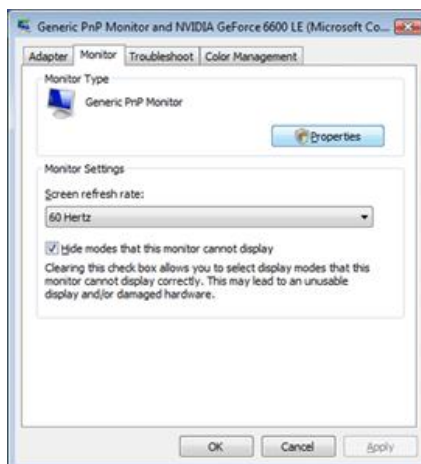 Generic PnP Monitor and NVIDIA GeForce 6600 LE (Microsoft Co...
Adapter Monitor Troubleshoot Color Management
Monitor Type
Generic PnP Monitor
Properties
Monitor Settings
Screen refresh rate:
60 Hertz
Hide modes that this monitor cannot display
Clearing this check box allows you to select display modes that this
monitor cannot display correctly. This may lead to an unusable
display and/or damaged hardware.
OK Cancel Apply